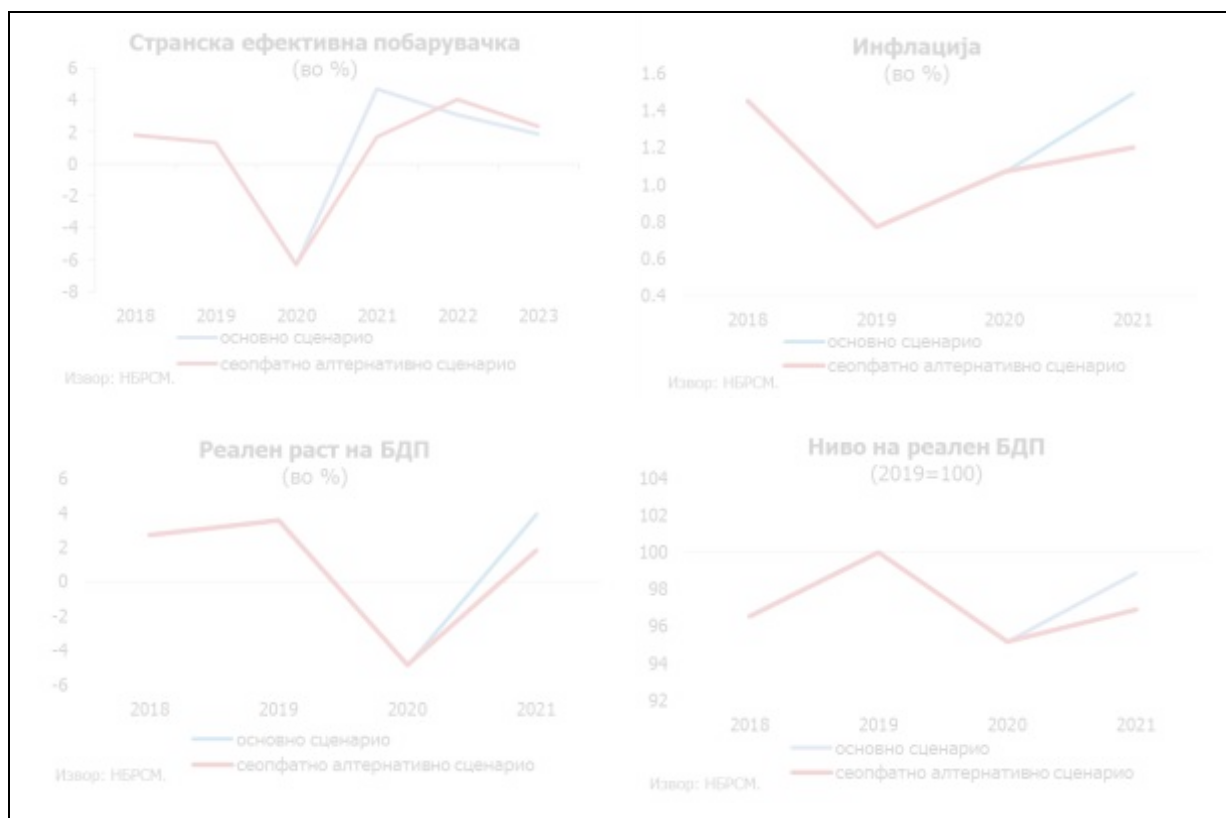 Странска ефективна побарувачка
(во %)
6
4
2
0
-2
-4
-6
-8
2018 2019 2020 2021 2022 2023
основно сценарио
сеопфатно алтернативно сценарио
Извор: НБРСМ.
Инфлација
(во %)
1.6
1.4
1.2
1.0
0.8
0.6
0.4
2018 2019 2020 2021
основно сценарио
сеопфатно алтернативно сценарио
Извор: НБРСМ.
Реален раст на БДП
(во %)
6
4
2
0
-2
-4
-6
2018 2019 2020 2021
основно сценарио
сеопфатно алтернативно сценарио
Извор: НБРСМ.
Ниво на реален БДП
(2019=100)
104
102
100
98
96
94
92
2018 2019 2020 2021
основно сценарио
сеопфатно алтернативно сценарио
Извор: НБРСМ.